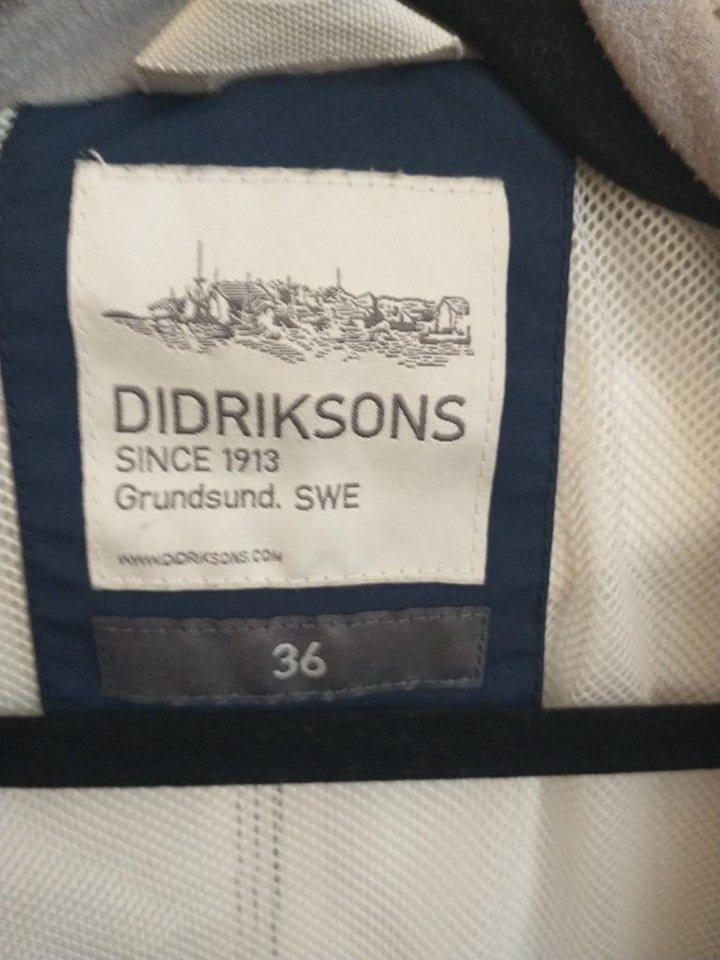 DIDRIKSONS
SINCE 1913
Grundsund. SWE
WWW.DIDRIKSONS.COM
36